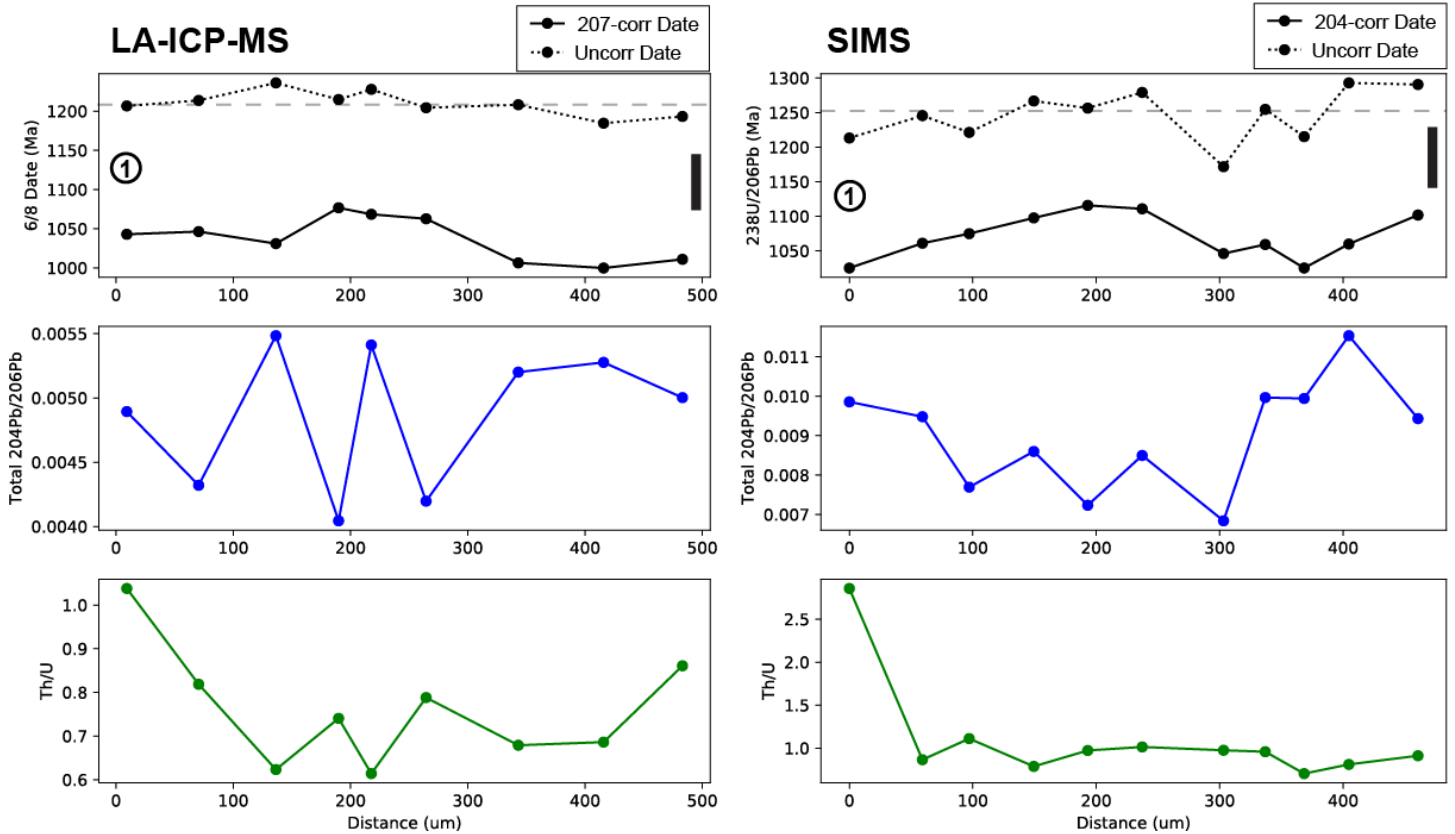 LA-ICP-MS
207-corr Date
Uncorr Date
6/8 Date (Ma)
1200
1150
1100
1050
1000
1
0 100 200 300 400 500
Total 204Pb/206Pb
0.0055
0.0050
0.0045
0.0040
0 100 200 300 400 500
Th/U
1.0
0.9
0.8
0.7
0.6
0 100 200 300 400 500
Distance (um)
SIMS
204-corr Date
Uncorr Date
238U/206Pb (Ma)
1300
1250
1200
1150
1100
1050
1
0 100 200 300 400
Total 204Pb/206Pb
0.011
0.010
0.009
0.008
0.007
0 100 200 300 400
Th/U
2.5
2.0
1.5
1.0
0 100 200 300 400
Distance (um)